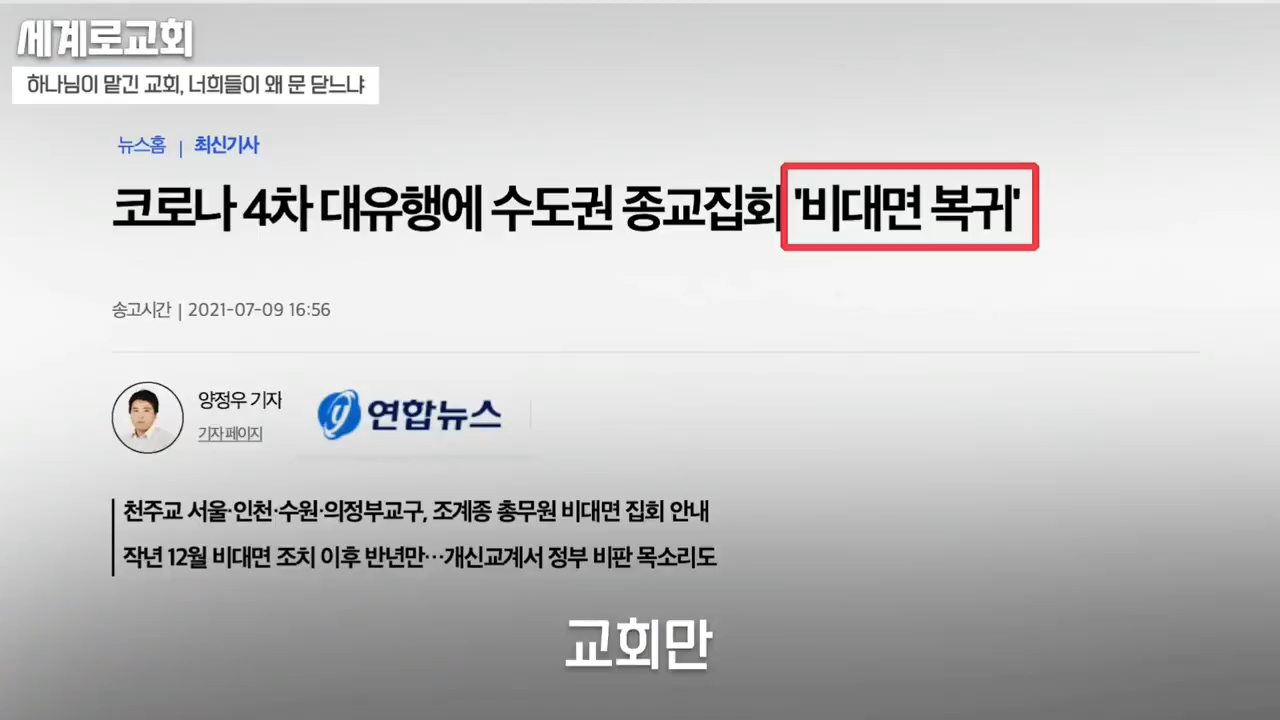 세계로교회
하나님이 맡긴 교회, 너희들이 왜 문 닫느냐
뉴스홈 | 최신기사
코로나 4차 대유행에 수도권 종교집회 '비대면 복귀'
송고시간 | 2021-07-09 16:56
양정우 기자
기자 페이지
연합뉴스
천주교 서울·인천·수원·의정부교구, 조계종 총무원 비대면 집회 안내
작년 12월 비대면 조치 이후 반년만…개신교계서 정부 비판 목소리도
교회만